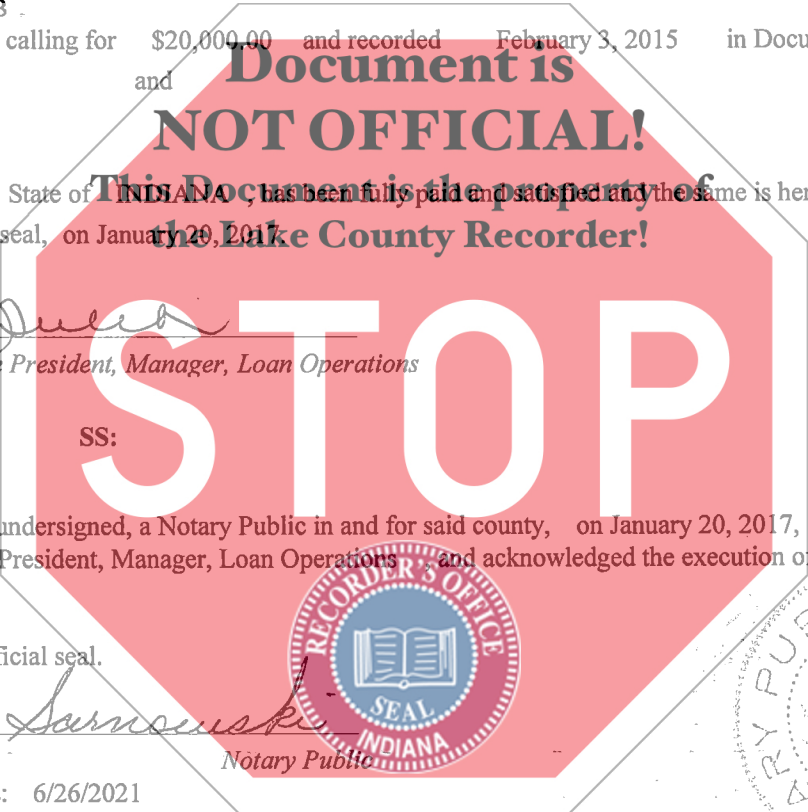 calling for $20,000.00 and recorded February 3, 2015 in Docu
Document is
and
NOT OFFICIAL!
This Document is the property of
State of INDIANA , has been fully paid and satisfied and the same is her
the Lake County Recorder!
seal, on January 20, 2017.
President, Manager, Loan Operations
STOP
SS:
undersigned, a Notary Public in and for said county, on January 20, 2017,
President, Manager, Loan Operations , and acknowledged the execution o
RECORDER'S OFFICE
SEAL
INDIANA
ficial seal.
Sarnowski
Notary Public
: 6/26/2021
ARY PU